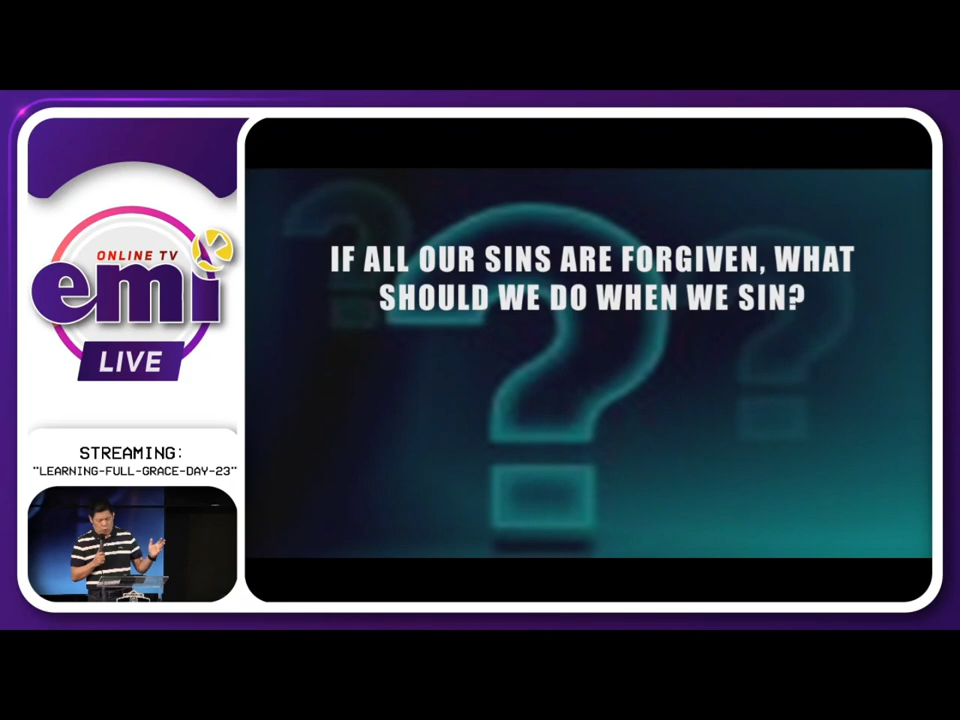 ONLINE TV
emi
LIVE
STREAMING:
"LEARNING-FULL-GRACE-DAY-23"
IF ALL OUR SINS ARE FORGIVEN, WHAT
SHOULD WE DO WHEN WE SIN?